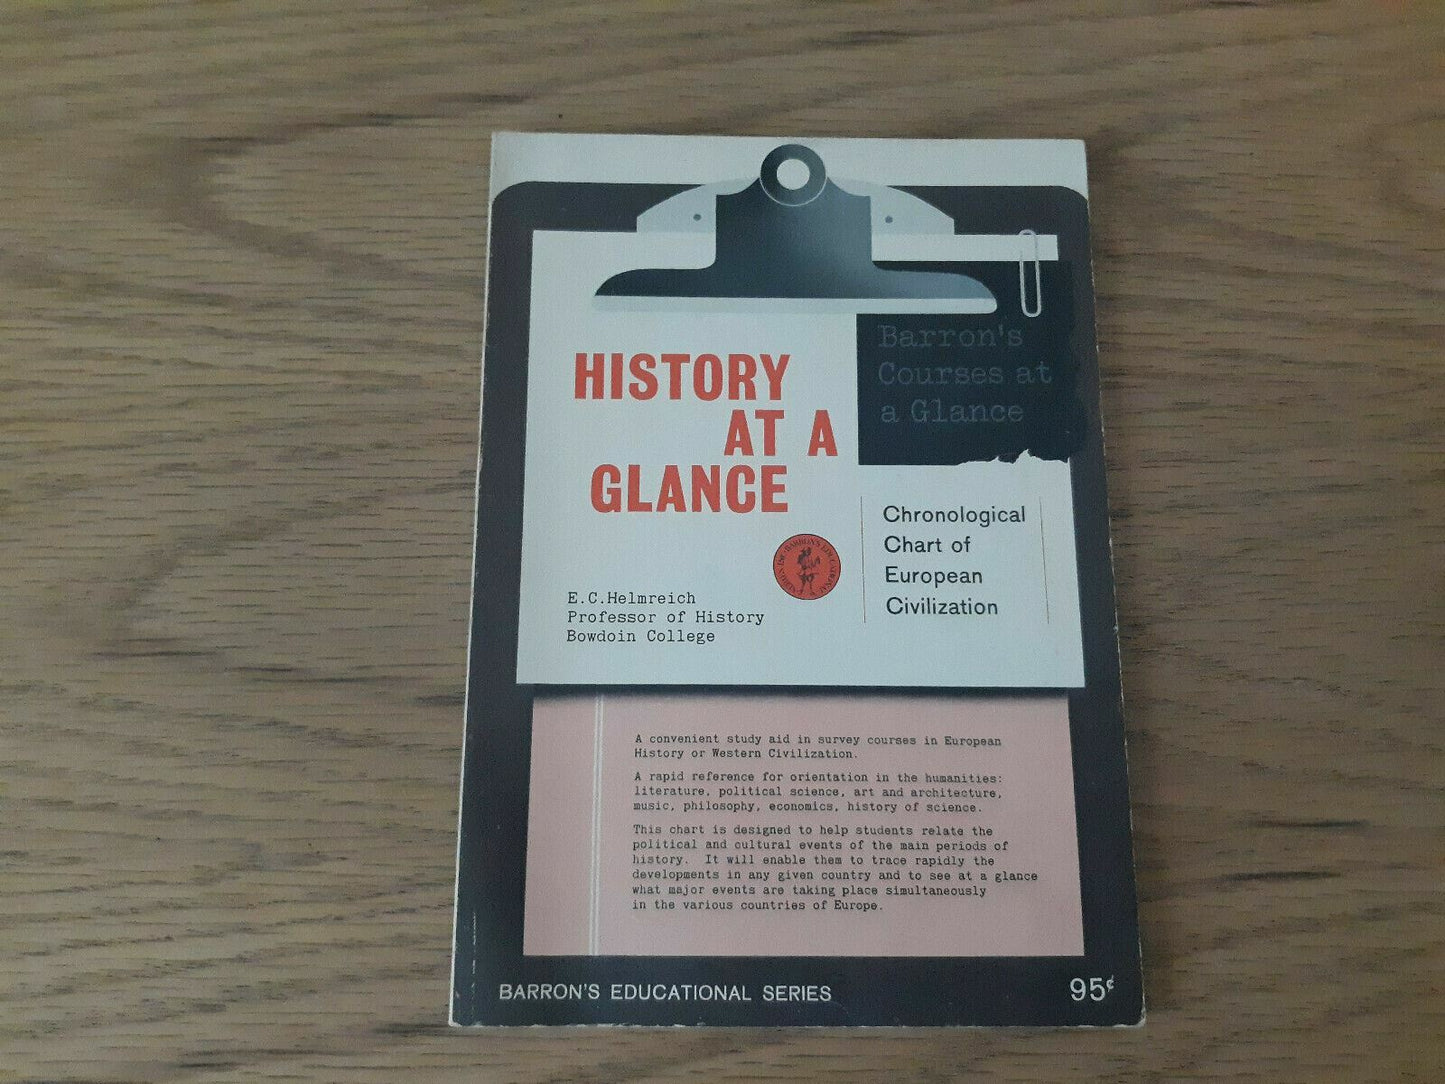 Barron's
Courses at
a Glance
HISTORY
AT A
GLANCE
Chronological
Chart of
European
Civilization
E.C.Helmreich
Professor of History
Bowdoin College
A convenient study aid in survey courses in European
History or Western Civilization.
A rapid reference for orientation in the humanities:
literature, political science, art and architecture,
music, philosophy, economics, history of science.
This chart is designed to help students relate the
political and cultural events of the main periods of
history. It will enable them to trace rapidly the
developments in any given country and to see at a glance
what major events are taking place simultaneously
in the various countries of Europe.
BARRON'S EDUCATIONAL SERIES
95¢